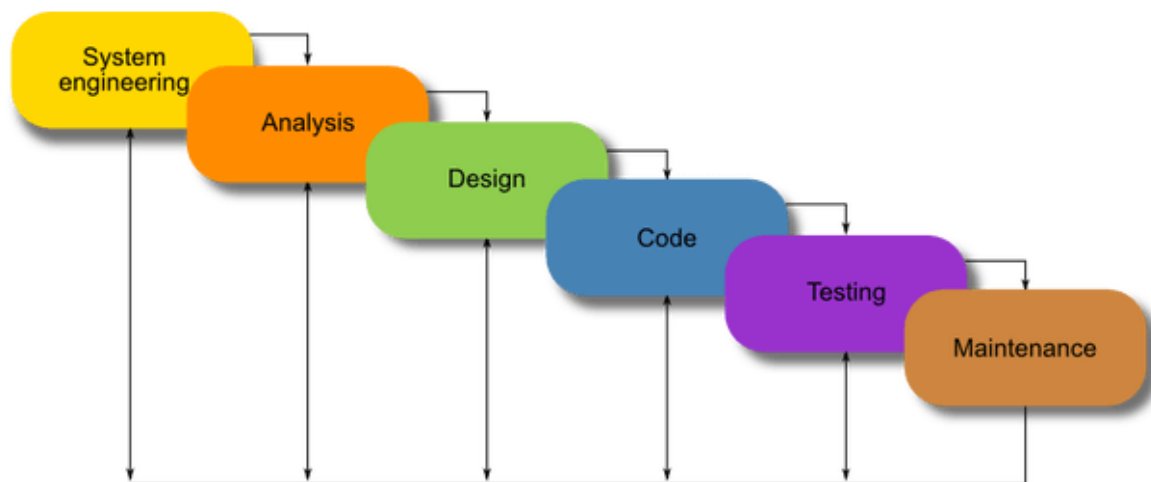 System
engineering
Analysis
Design
Code
Testing
Maintenance